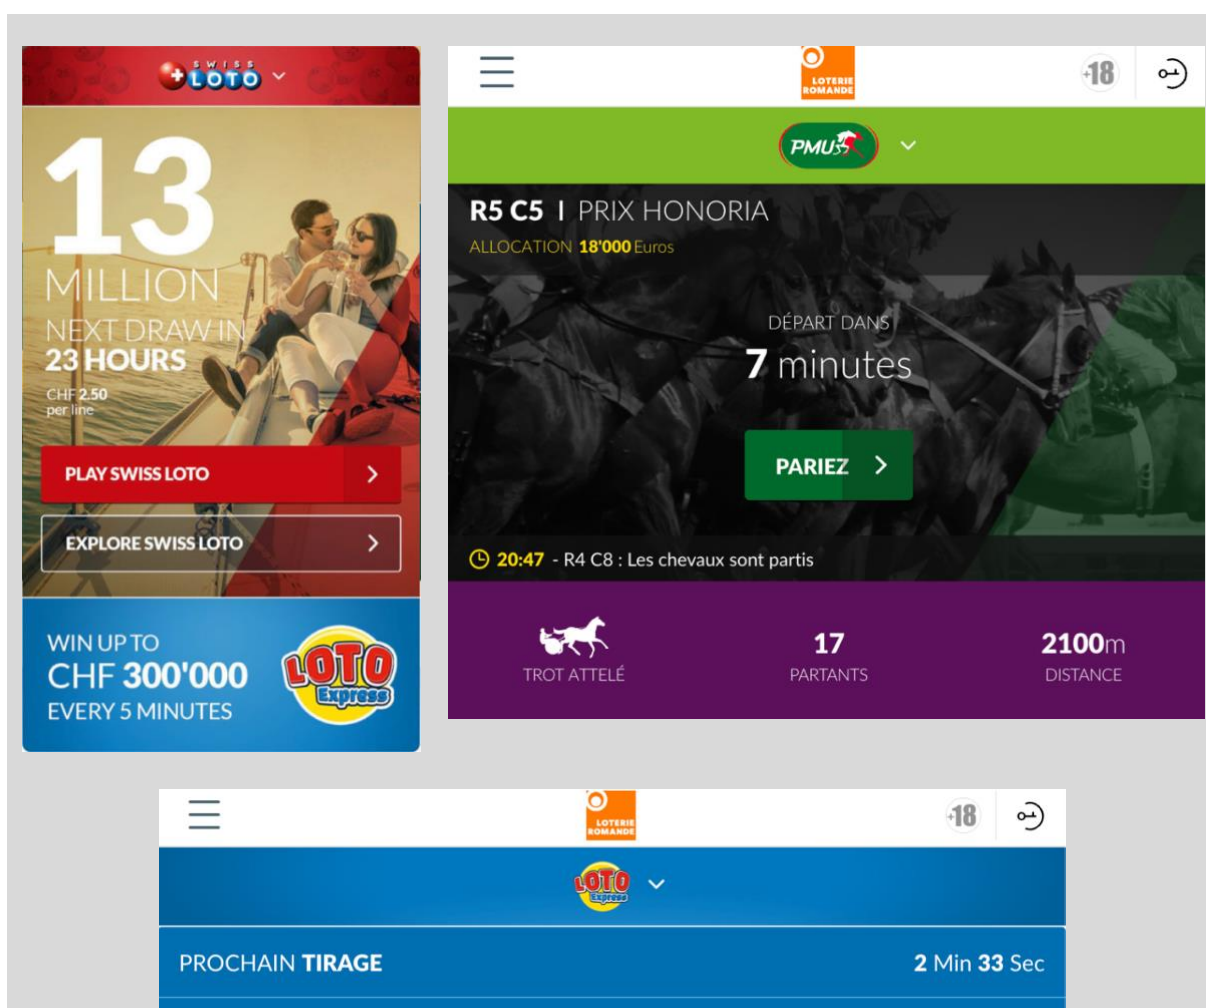 SWISS
LOTO
13
MILLION
NEXT DRAW IN
23 HOURS
CHF 2.50
per line
PLAY SWISS LOTO
EXPLORE SWISS LOTO
WIN UP TO
CHF 300'000
EVERY 5 MINUTES
LOTO
Express
LOTERIE
ROMANDE
+18
PMU
R5 C5 | PRIX HONORIA
ALLOCATION 18'000 Euros
DÉPART DANS
7 minutes
PARIEZ
20:47 - R4 C8 : Les chevaux sont partis
TROT ATTELÉ
17
PARTANTS
2100m
DISTANCE
LOTERIE
ROMANDE
+18
LOTO
Express
PROCHAIN TIRAGE
2 Min 33 Sec